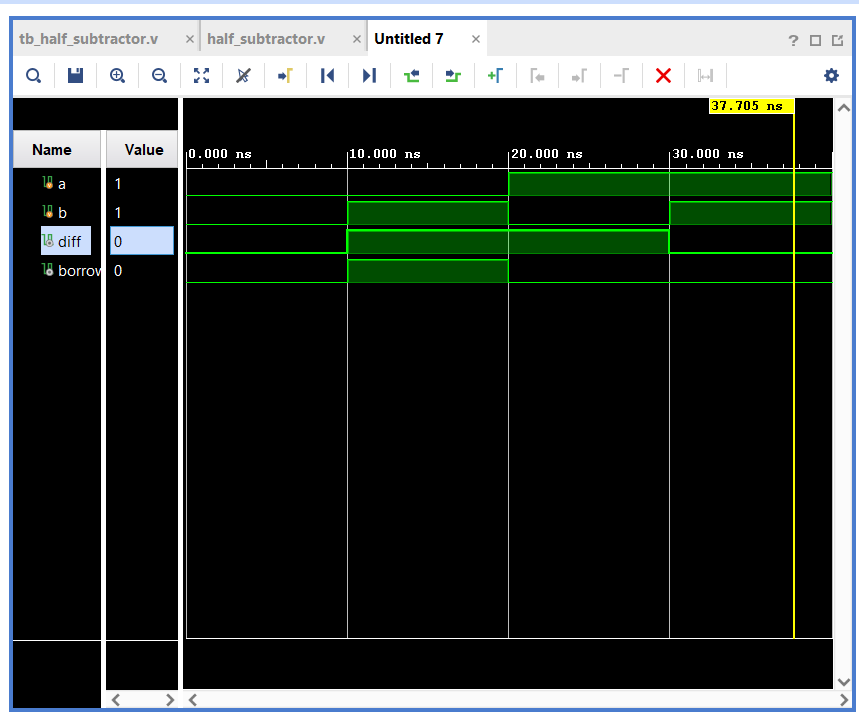 tb_half_subtractor.v × half_subtractor.v × Untitled 7 × ?
37.705 ns
Name Value 0.000 ns 10.000 ns 20.000 ns 30.000 ns
a 1
b 1
diff 0
borrow 0